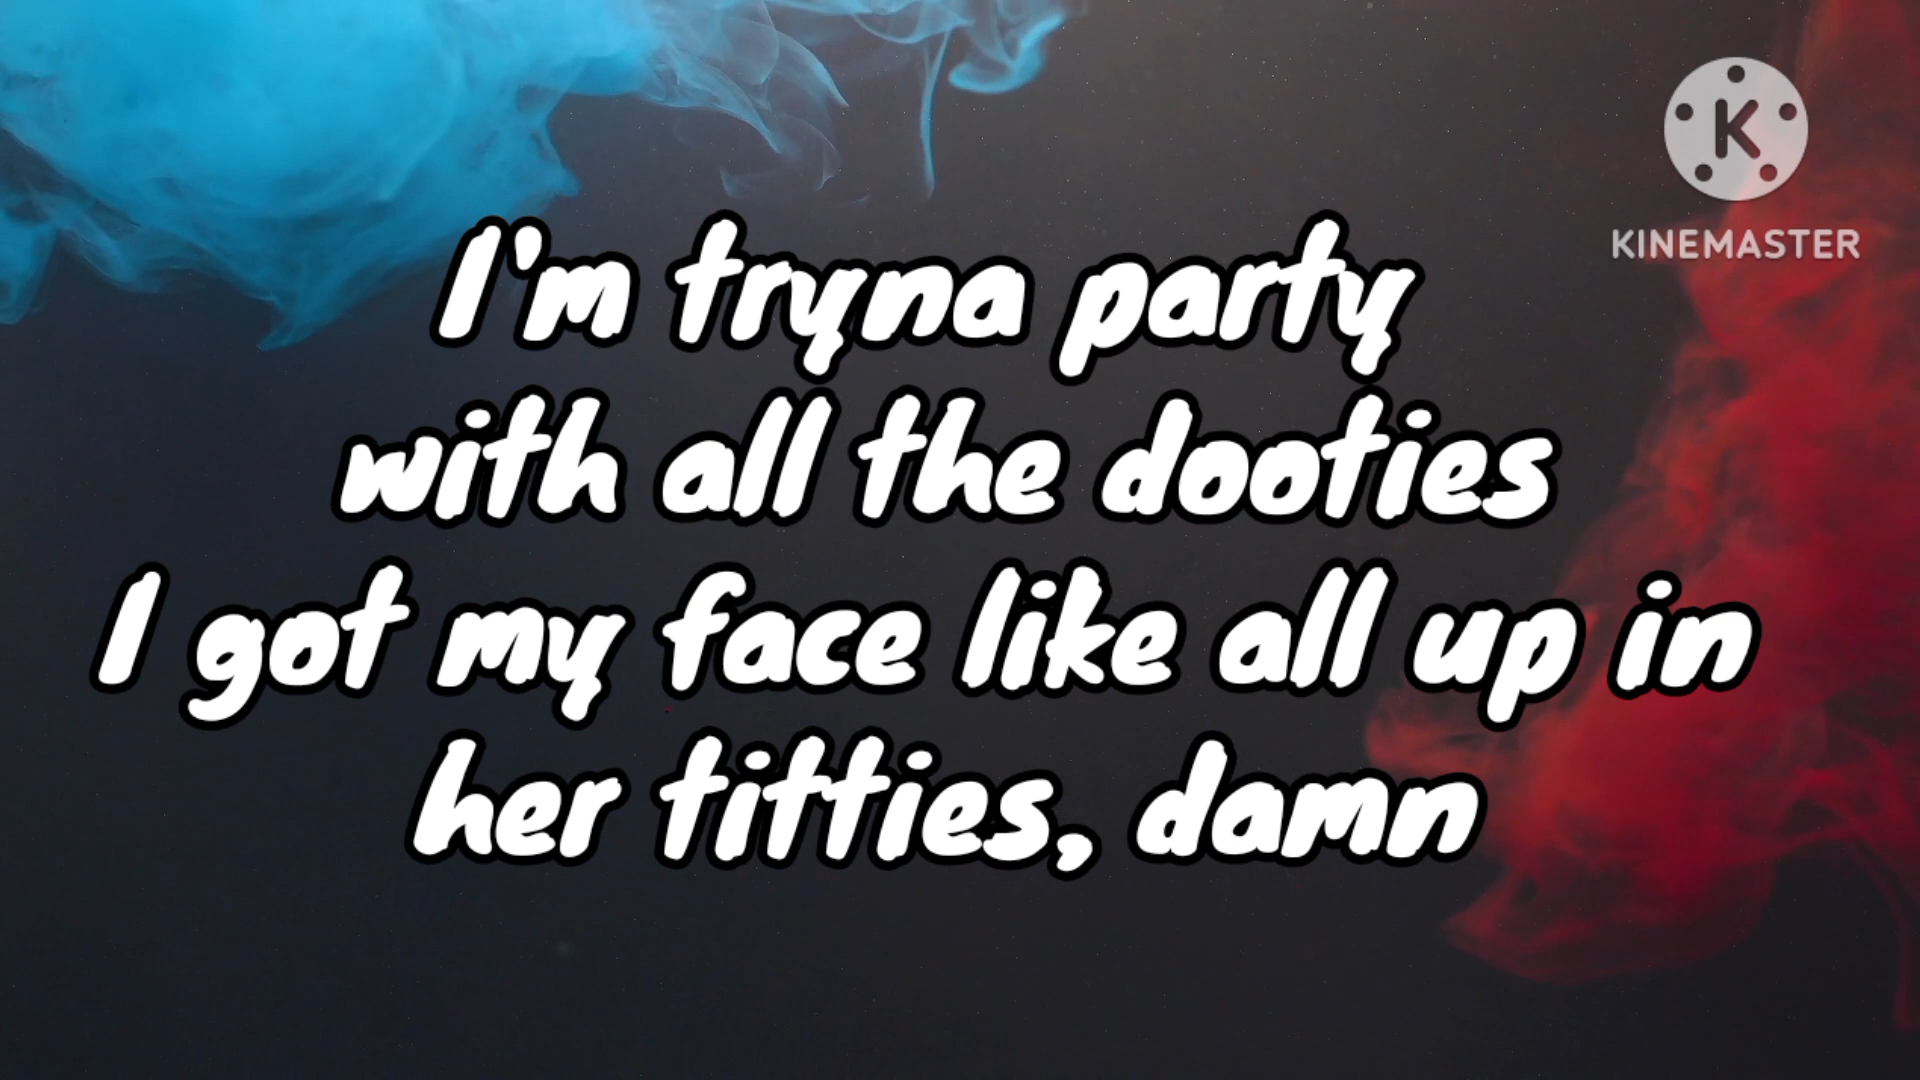 K
KINEMASTER
I'm tryna party
with all the dooties
I got my face like all up in
her titties, damn